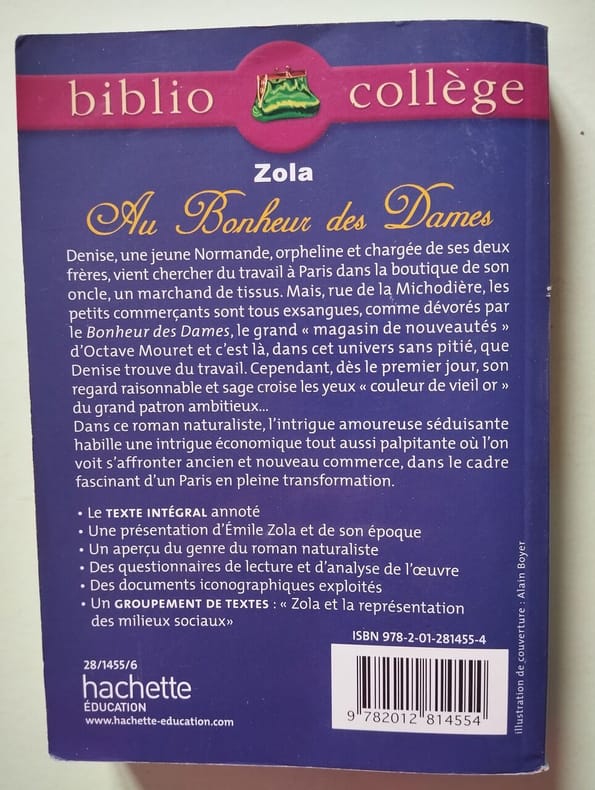 biblio collège
Zola
Au Bonheur des Dames
Denise, une jeune Normande, orpheline et chargée de ses deux
frères, vient chercher du travail à Paris dans la boutique de son
oncle, un marchand de tissus. Mais, rue de la Michodière, les
petits commerçants sont tous exsangues, comme dévorés par
le Bonheur des Dames, le grand « magasin de nouveautés »
d'Octave Mouret et c'est là, dans cet univers sans pitié, que
Denise trouve du travail. Cependant, dès le premier jour, son
regard raisonnable et sage croise les yeux « couleur de vieil or »
du grand patron ambitieux...
Dans ce roman naturaliste, l'intrigue amoureuse séduisante
habille une intrigue économique tout aussi palpitante où l'on
voit s'affronter ancien et nouveau commerce, dans le cadre
fascinant d'un Paris en pleine transformation.
• Le TEXTE INTÉGRAL annoté
• Une présentation d'Émile Zola et de son époque
• Un aperçu du genre du roman naturaliste
• Des questionnaires de lecture et d'analyse de l'œuvre
• Des documents iconographiques exploités
• Un GROUPEMENT DE TEXTES : « Zola et la représentation
des milieux sociaux»
ISBN 978-2-01-281455-4
28/1455/6
hachette
ÉDUCATION
www.hachette-education.com
9 782012 814554
illustration de couverture : Alain Boyer